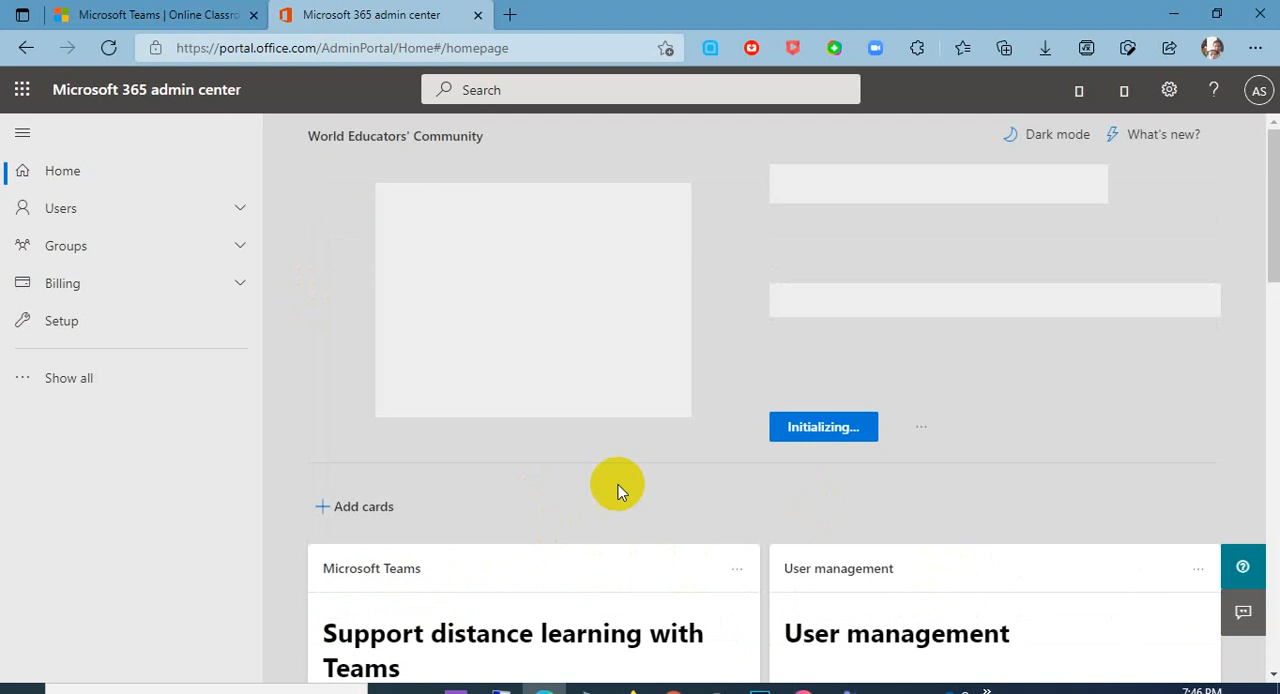 Microsoft Teams | Online Classro
Microsoft 365 admin center
https://portal.office.com/AdminPortal/Home#/homepage
Microsoft 365 admin center
Search
AS
World Educators' Community
Dark mode
What's new?
Home
Users
Groups
Billing
Setup
Show all
Initializing...
Add cards
Microsoft Teams
User management
Support distance learning with
Teams
User management
7:46 PM